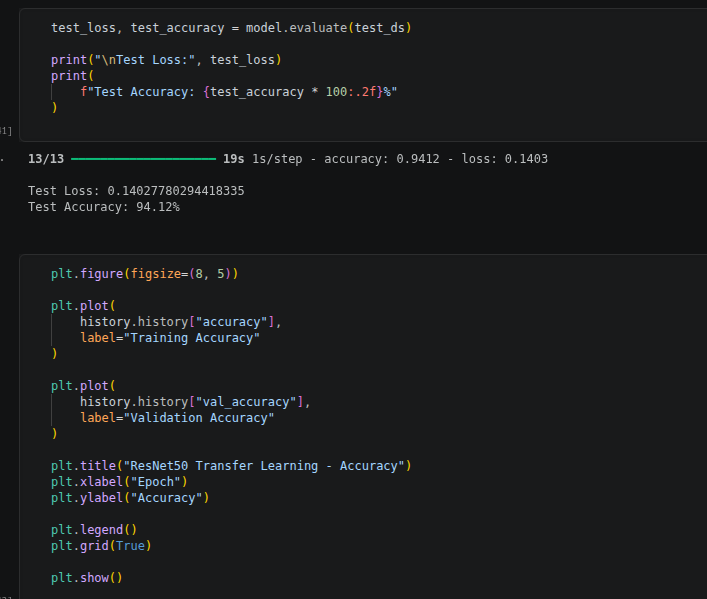 test_loss, test_accuracy = model.evaluate(test_ds)
print("\nTest Loss:", test_loss)
print(
f"Test Accuracy: {test_accuracy * 100:.2f}%"
)
13/13 19s 1s/step - accuracy: 0.9412 - loss: 0.1403
Test Loss: 0.14027780294418335
Test Accuracy: 94.12%
plt.figure(figsize=(8, 5))
plt.plot(
history.history["accuracy"],
label="Training Accuracy"
)
plt.plot(
history.history["val_accuracy"],
label="Validation Accuracy"
)
plt.title("ResNet50 Transfer Learning - Accuracy")
plt.xlabel("Epoch")
plt.ylabel("Accuracy")
plt.legend()
plt.grid(True)
plt.show()